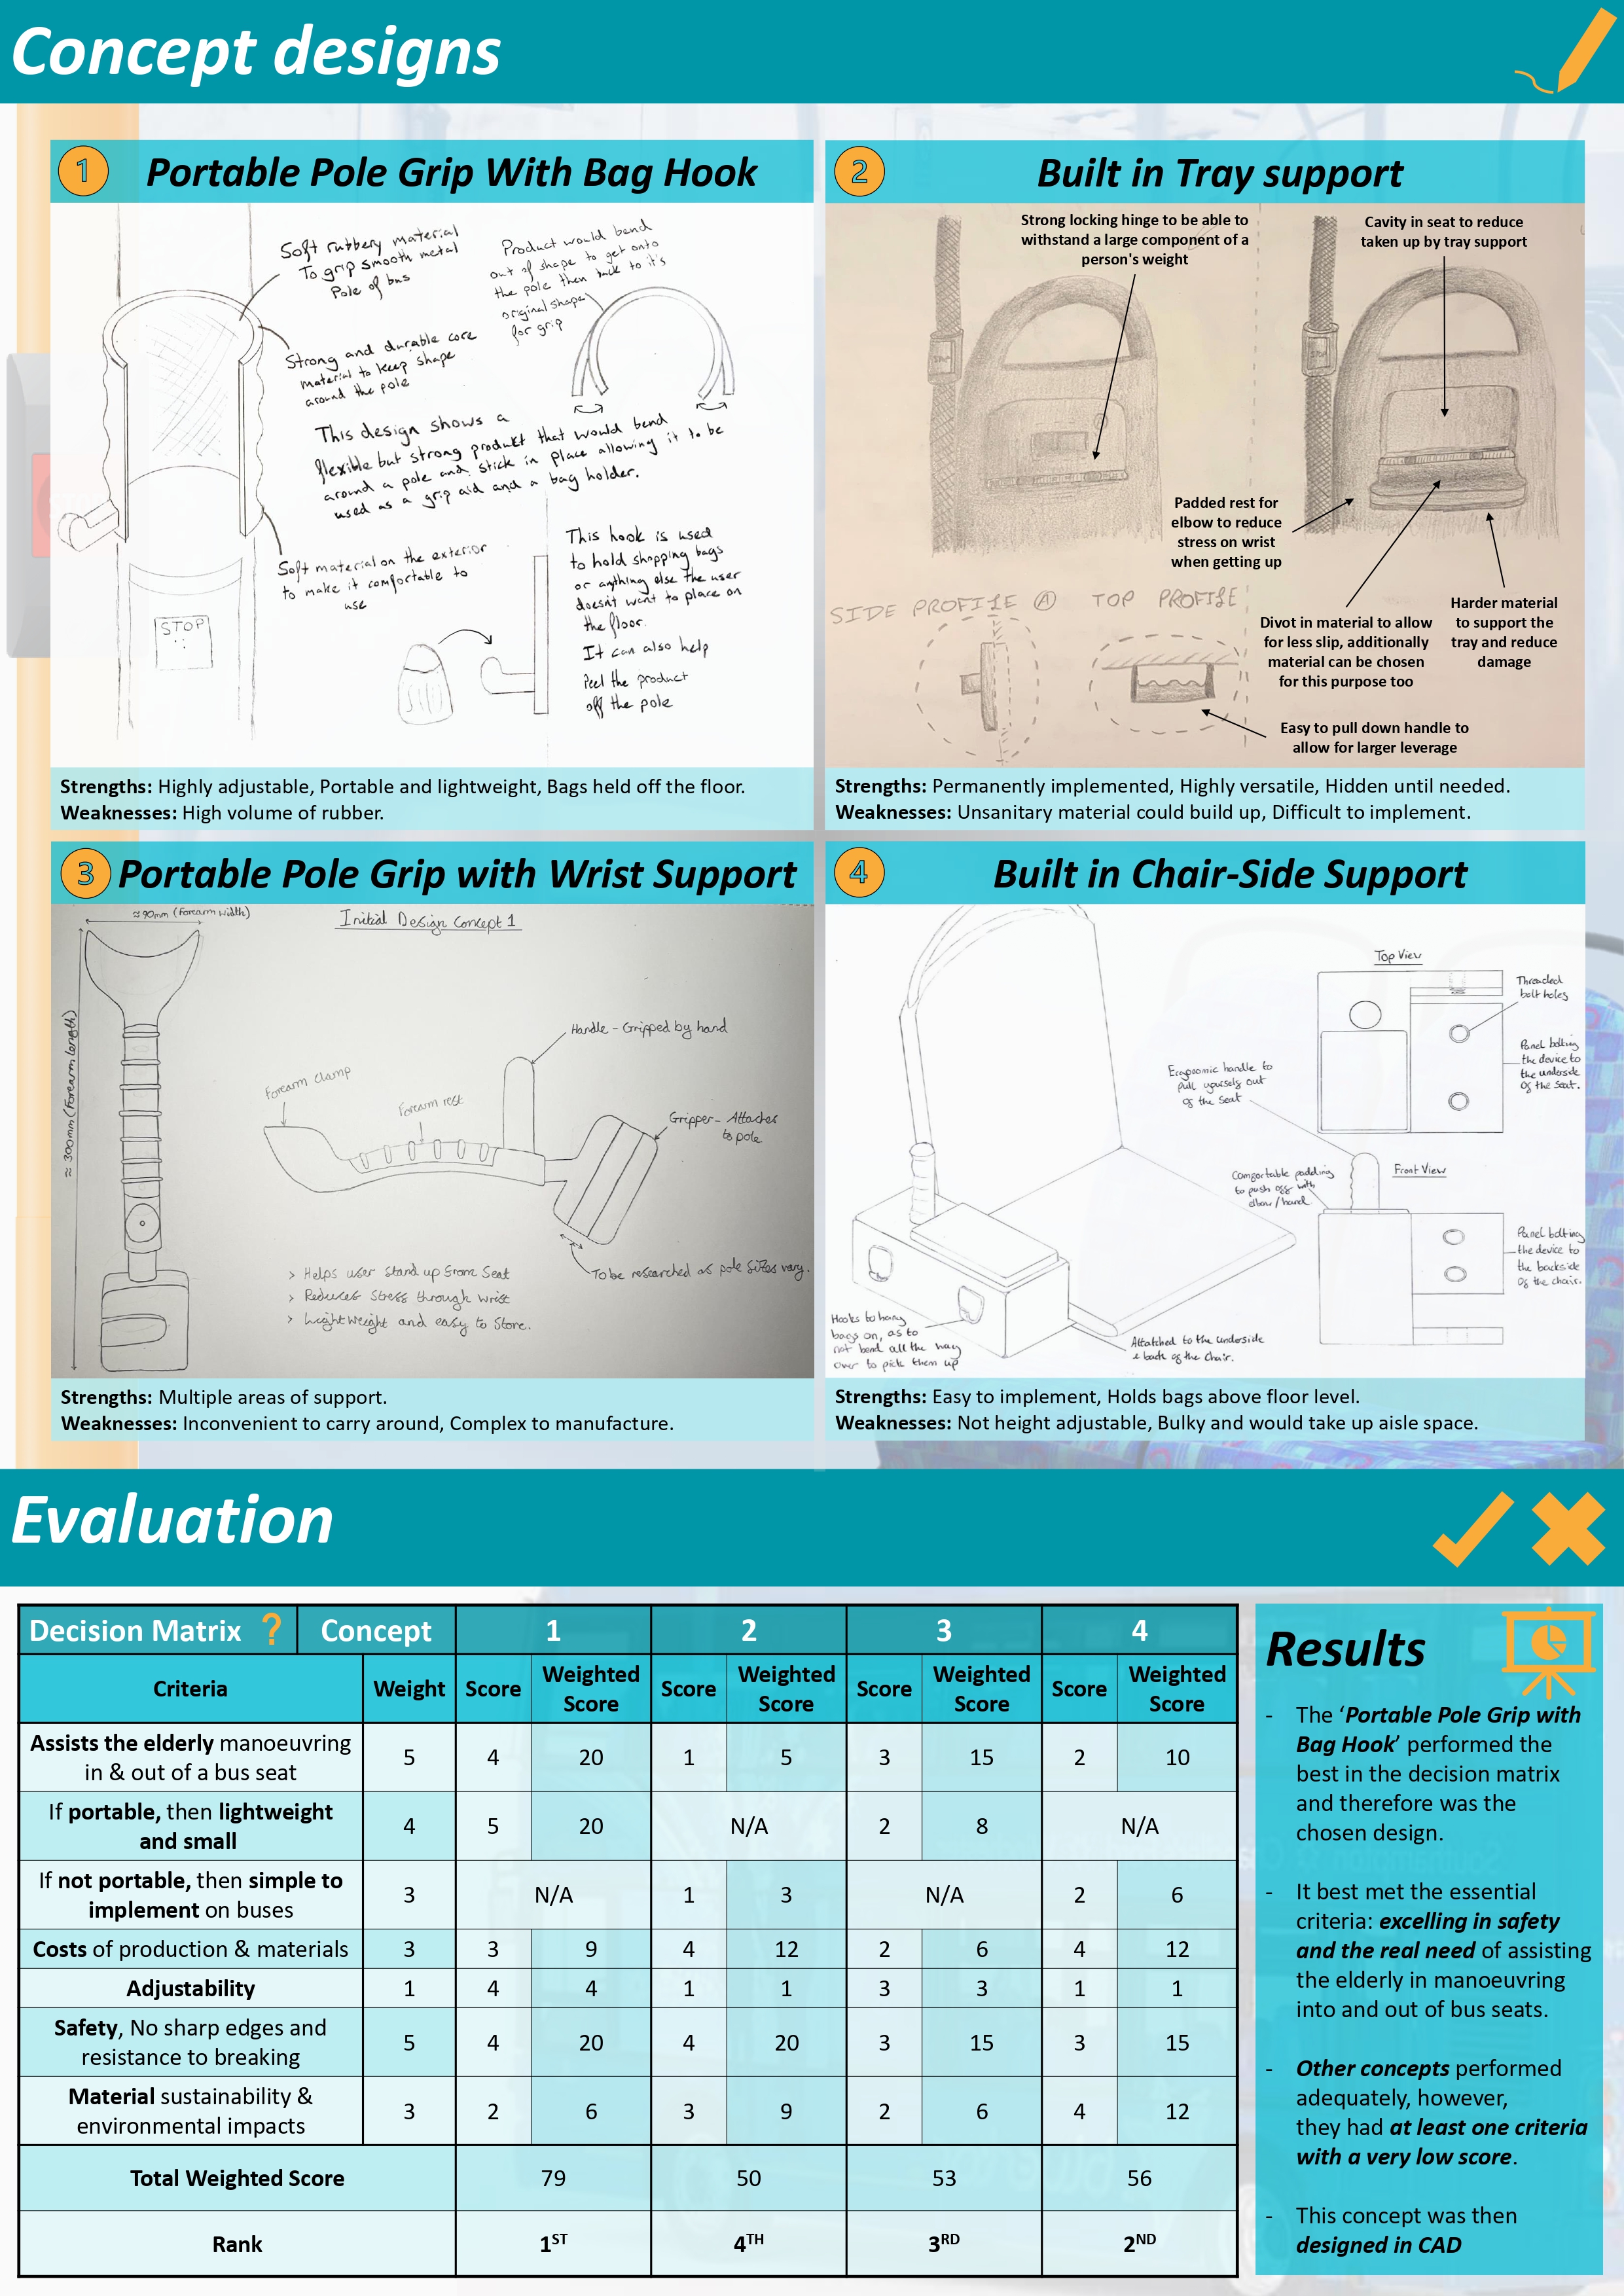 Concept designs
1
Portable Pole Grip With Bag Hook
Soft rubbery material
To grip smooth metal
Pole of bus
Product would bend
out of shape to get onto
the pole then back to it's
original shape
for grip
Strong and durable core
material to keep shape
around the pole
This design shows a
flexible but strong product that would bend
around a pole and stick in place allowing it to be
used as a grip aid and a bag holder.
Soft material on the exterior
to make it comfortable to
use
STOP
This hook is used
to hold shopping bags
or anything else the user
doesn't want to place on
the floor.
It can also help
Peel the product
off the pole
Strengths: Highly adjustable, Portable and lightweight, Bags held off the floor.
Weaknesses: High volume of rubber.
2
Built in Tray support
Strong locking hinge to be able to
withstand a large component of a
person's weight
Cavity in seat to reduce
taken up by tray support
Padded rest for
elbow to reduce
stress on wrist
when getting up
SIDE PROFILE A TOP PROFILE
Divot in material to allow
for less slip, additionally
material can be chosen
for this purpose too
Harder material
to support the
tray and reduce
damage
Easy to pull down handle to
allow for larger leverage
Strengths: Permanently implemented, Highly versatile, Hidden until needed.
Weaknesses: Unsanitary material could build up, Difficult to implement.
3
Portable Pole Grip with Wrist Support
≈90mm (Forearm width)
Initial Design Concept 1
≈ 300mm (Forearm length)
Handle - Gripped by hand
Forearm clamp
Forearm rest
Gripper - Attaches
to pole
To be researched as pole sizes vary.
> Helps user stand up from seat
> Reduces stress through wrist
> Lightweight and easy to store.
Strengths: Multiple areas of support.
Weaknesses: Inconvenient to carry around, Complex to manufacture.
4
Built in Chair-Side Support
Top View
Threaded
bolt holes
Panel bolting
the device to
the underside
of the seat.
Ergonomic handle to
pull yourself out
of the seat
Front View
Comfortable padding
to push off with
elbow/hand
Panel bolting
the device to
the backside
of the chair.
Hooks to hang
bags on, as to
not bend all the way
over to pick them up
Attatched to the underside
& back of the chair.
Strengths: Easy to implement, Holds bags above floor level.
Weaknesses: Not height adjustable, Bulky and would take up aisle space.
Evaluation
Decision Matrix ? Concept 1 2 3 4
Criteria Weight Score Weighted Score Score Weighted Score Score Weighted Score Score Weighted Score
Assists the elderly manoeuvring
in & out of a bus seat 5 4 20 1 5 3 15 2 10
If portable, then lightweight
and small 4 5 20 N/A 2 8 N/A
If not portable, then simple to
implement on buses 3 N/A 1 3 N/A 2 6
Costs of production & materials 3 3 9 4 12 2 6 4 12
Adjustability 1 4 4 1 1 3 3 1 1
Safety, No sharp edges and
resistance to breaking 5 4 20 4 20 3 15 3 15
Material sustainability &
environmental impacts 3 2 6 3 9 2 6 4 12
Total Weighted Score 79 50 53 56
Rank 1ST 4TH 3RD 2ND
Results
- The ‘Portable Pole Grip with
Bag Hook’ performed the
best in the decision matrix
and therefore was the
chosen design.
- It best met the essential
criteria: excelling in safety
and the real need of assisting
the elderly in manoeuvring
into and out of bus seats.
- Other concepts performed
adequately, however,
they had at least one criteria
with a very low score.
- This concept was then
designed in CAD